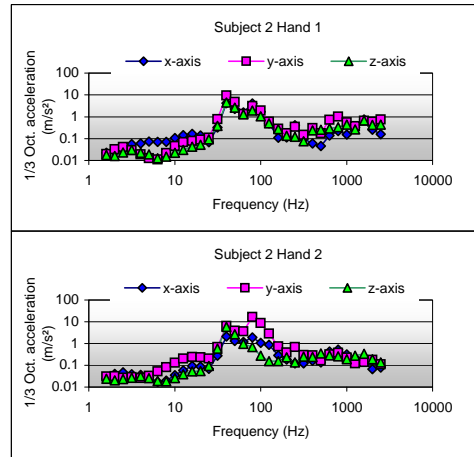 Subject 2 Hand 1
x-axis y-axis z-axis
1/3 Oct. acceleration
(m/s²)
100
10
1
0.1
0.01
1 10 100 1000 10000
Frequency (Hz)
Subject 2 Hand 2
x-axis y-axis z-axis
1/3 Oct. acceleration
(m/s²)
100
10
1
0.1
0.01
1 10 100 1000 10000
Frequency (Hz)